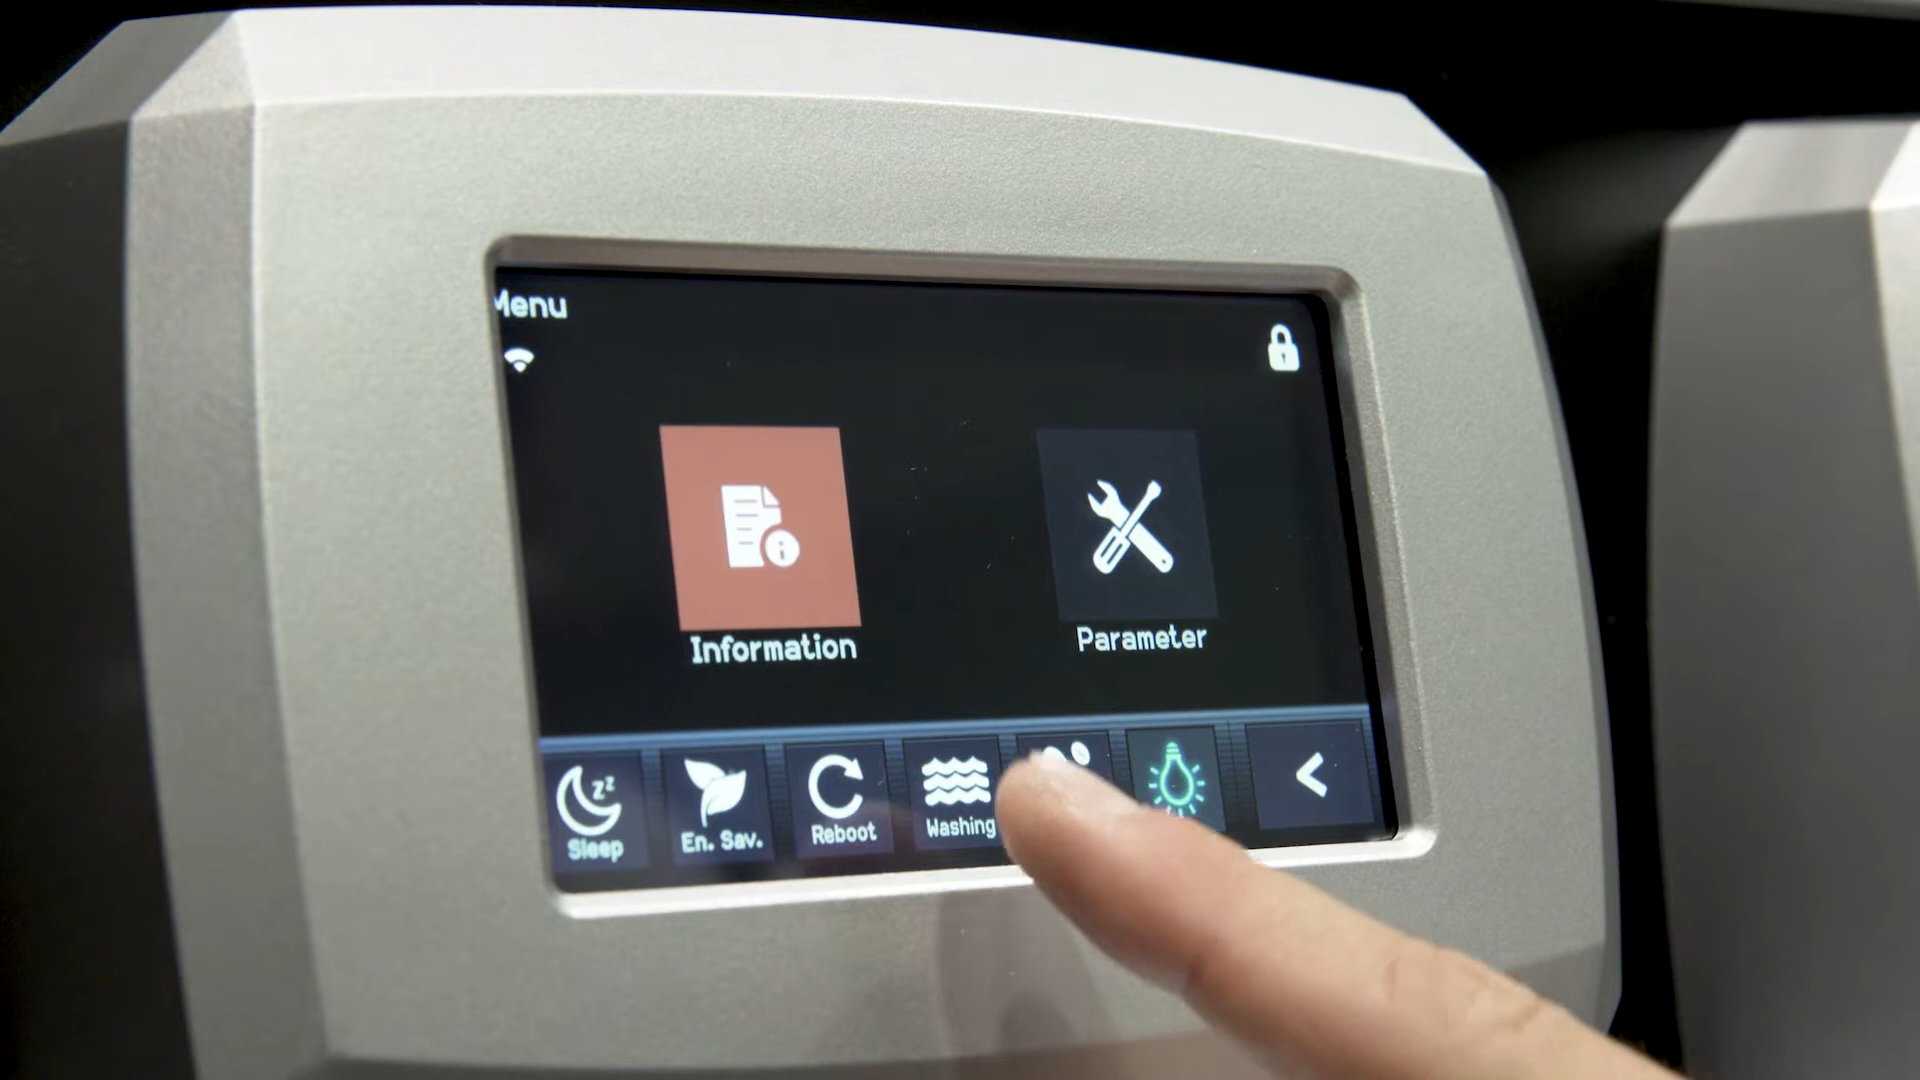 Menu
Information
Parameter
Sleep
En. Sav.
Reboot
Washing